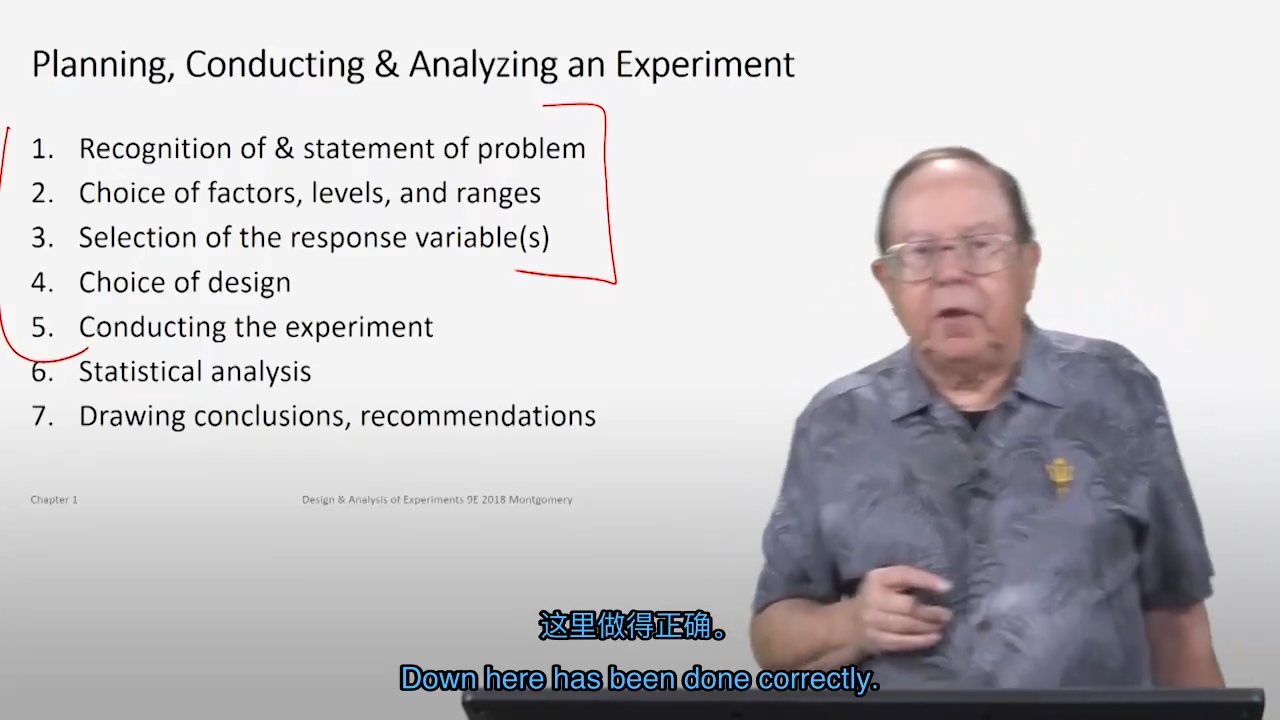 Planning, Conducting & Analyzing an Experiment
1. Recognition of & statement of problem
2. Choice of factors, levels, and ranges
3. Selection of the response variable(s)
4. Choice of design
5. Conducting the experiment
6. Statistical analysis
7. Drawing conclusions, recommendations
Chapter 1
Design & Analysis of Experiments 9E 2018 Montgomery
这里做得正确。
Down here has been done correctly.